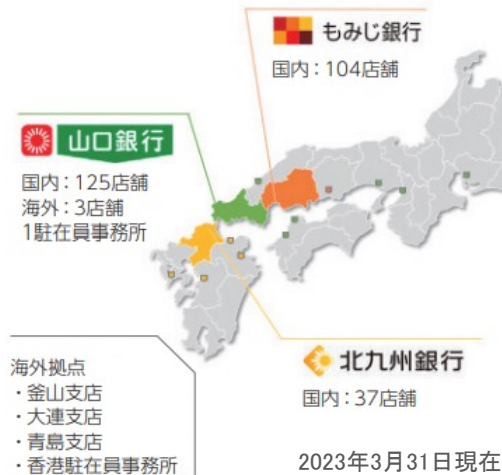 もみじ銀行
国内：104店舗
山口銀行
国内：125店舗
海外：3店舗
1駐在員事務所
海外拠点
・釜山支店
・大連支店
・青島支店
・香港駐在員事務所
北九州銀行
国内：37店舗
2023年3月31日現在